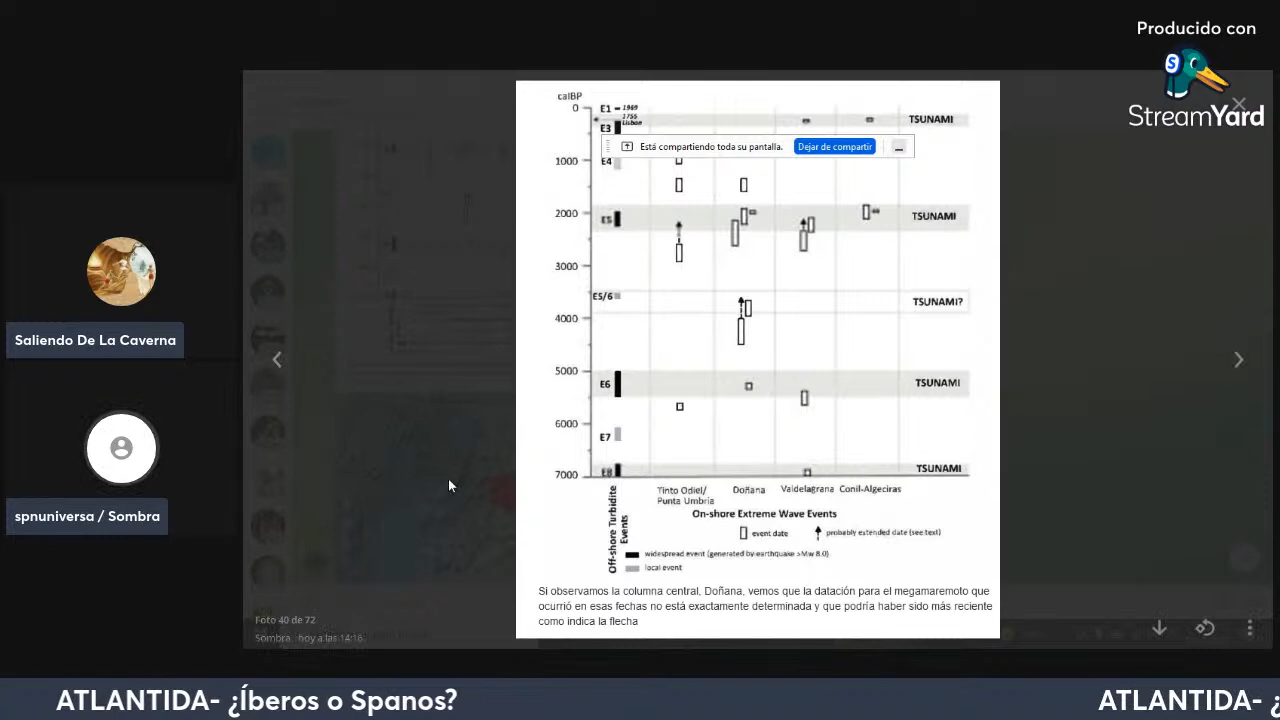 Producido con
StreamYard
calBP
0
E1
1969
1755
Lisbon
TSUNAMI
E3
Está compartiendo toda su pantalla.
Dejar de compartir
1000
E4
2000
E5
TSUNAMI
3000
E5/6
TSUNAMI?
4000
5000
E6
TSUNAMI
6000
E7
7000
E8
TSUNAMI
Off-shore Turbidite
Events
Tinto Odiel/
Punta Umbria
Doñana
Valdelagrana
Conil-Algeciras
On-shore Extreme Wave Events
event date
probably extended date (see text)
widespread event (generated by earthquake >Mw 8.0)
local event
Si observamos la columna central, Doñana, vemos que la datación para el megamaremoto que
ocurrió en esas fechas no está exactamente determinada y que podría haber sido más reciente
como indica la flecha
Saliendo De La Caverna
spnuniversa / Sombra
Foto 40 de 72
Sombra hoy a las 14:16
ATLANTIDA- ¿Íberos o Spanos?
ATLANTIDA- ¿